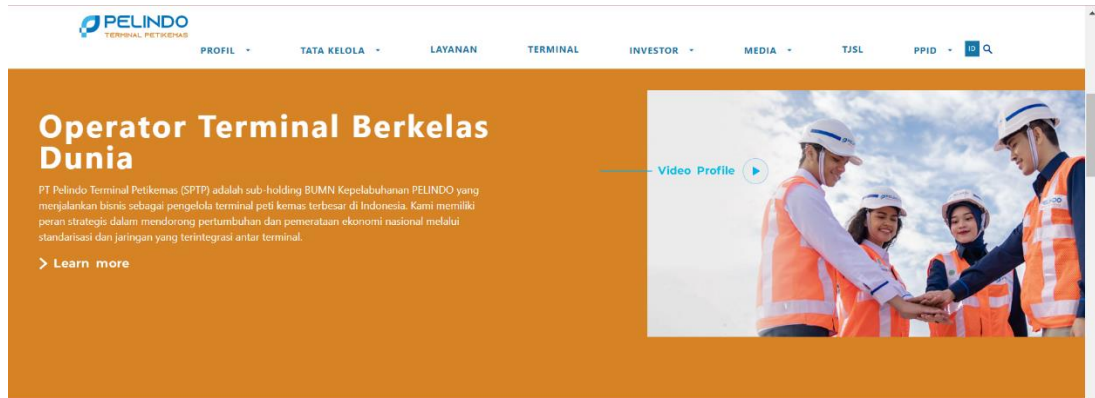 PELINDO
TERMINAL PETIKEMAS
PROFIL TATA KELOLA LAYANAN TERMINAL INVESTOR MEDIA TJSL PPID ID
Operator Terminal Berkelas
Dunia
PT Pelindo Terminal Petikemas (SPTP) adalah sub-holding BUMN Kepelabuhanan PELINDO yang
menjalankan bisnis sebagai pengelola terminal peti kemas terbesar di Indonesia. Kami memiliki
peran strategis dalam mendorong pertumbuhan dan pemerataan ekonomi nasional melalui
standarisasi dan jaringan yang terintegrasi antar terminal.
> Learn more
Video Profile